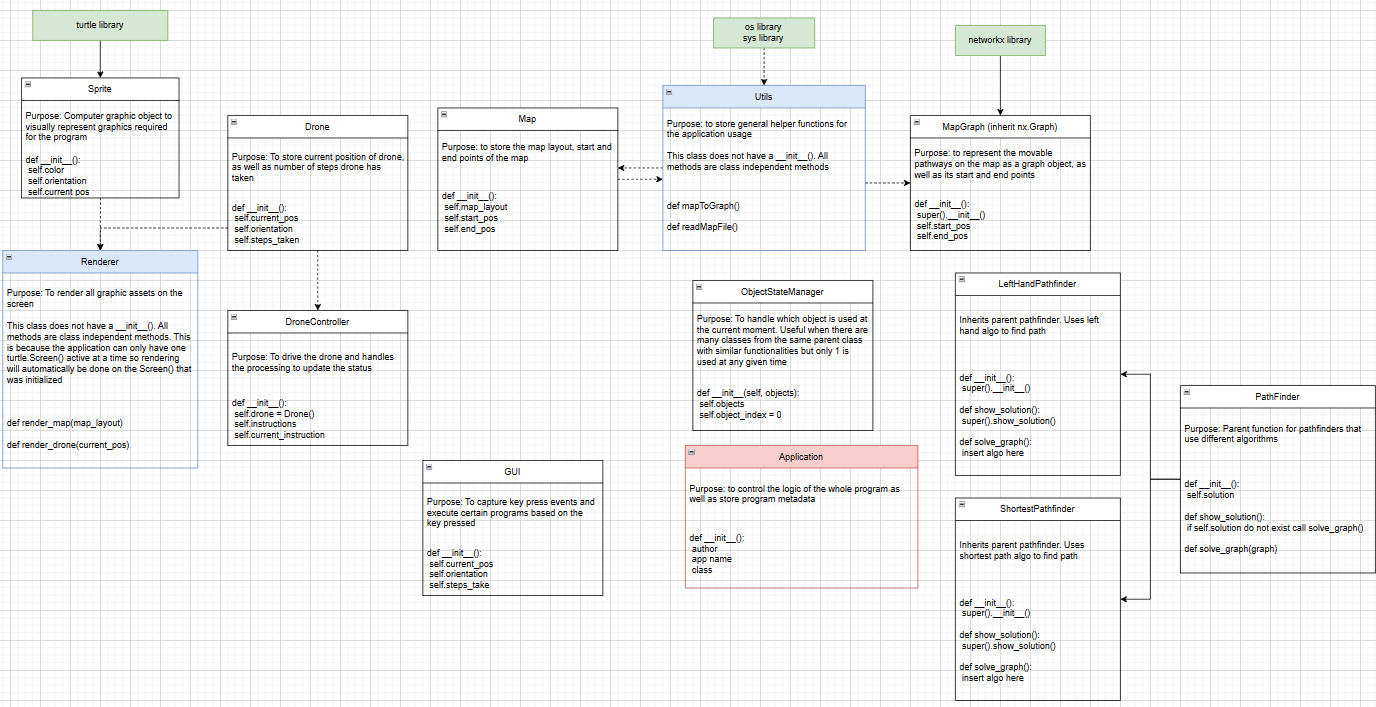 turtle library
os library
sys library
networkx library
Sprite
Purpose: Computer graphic object to
visually represent graphics required
for the program
def __init__():
self.color
self.orientation
self.current pos
Drone
Purpose: To store current position of drone,
as well as number of steps drone has
taken
def __init__():
self.current_pos
self.orientation
self.steps_taken
Map
Purpose: to store the map layout, start and
end points of the map
def __init__():
self.map_layout
self.start_pos
self.end_pos
Utils
Purpose: to store general helper functions for
the application usage
This class does not have a __init__(). All
methods are class independent methods
def mapToGraph()
def readMapFile()
MapGraph (inherit nx.Graph)
Purpose: to represent the movable
pathways on the map as a graph object, as
well as its start and end points
def __init__():
super().__init__()
self.start_pos
self.end_pos
Renderer
Purpose: To render all graphic assets on the
screen
This class does not have a __init__(). All
methods are class independent methods. This
is because the application can only have one
turtle.Screen() active at a time so rendering
will automatically be done on the Screen() that
was initialized
def render_map(map_layout)
def render_drone(current_pos)
DroneController
Purpose: To drive the drone and handles
the processing to update the status
def __init__():
self.drone = Drone()
self.instructions
self.current_instruction
ObjectStateManager
Purpose: To handle which object is used at
the current moment. Useful when there are
many classes from the same parent class
with similar functionalities but only 1 is
used at any given time
def __init__(self, objects):
self.objects
self.object_index = 0
LeftHandPathfinder
Inherits parent pathfinder. Uses left
hand algo to find path
def __init__():
super().__init__()
def show_solution():
super().show_solution()
def solve_graph():
insert algo here
PathFinder
Purpose: Parent function for pathfinders that
use different algorithms
def __init__():
self.solution
def show_solution():
if self.solution do not exist call solve_graph()
def solve_graph(graph)
GUI
Purpose: To capture key press events and
execute certain programs based on the
key pressed
def __init__():
self.current_pos
self.orientation
self.steps_take
Application
Purpose: to control the logic of the whole program as
well as store program metadata
def __init__():
author
app name
class
ShortestPathfinder
Inherits parent pathfinder. Uses
shortest path algo to find path
def __init__():
super().__init__()
def show_solution():
super().show_solution()
def solve_graph():
insert algo here